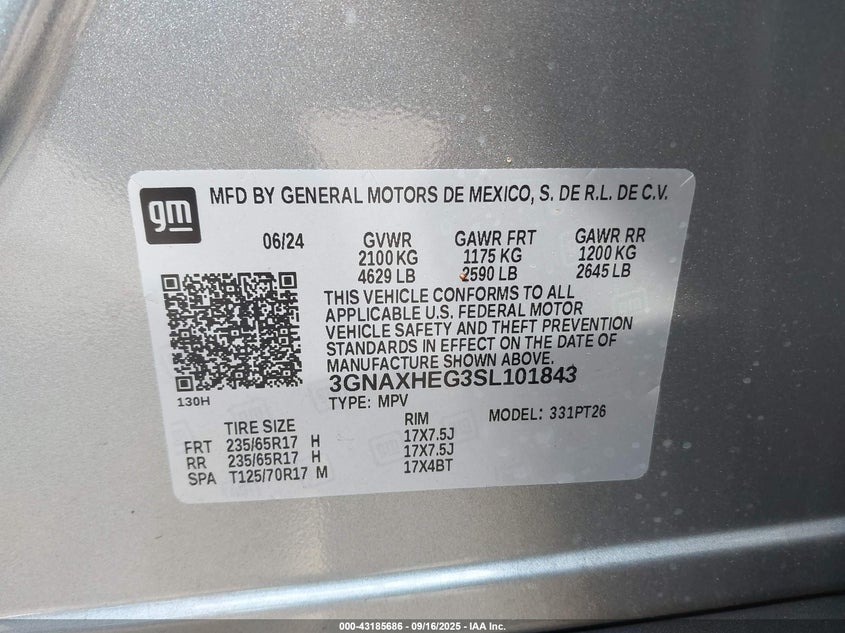 gm MFD BY GENERAL MOTORS DE MEXICO, S. DE R.L. DE C.V.
06/24 GVWR GAWR FRT GAWR RR
2100 KG 1175 KG 1200 KG
4629 LB 2590 LB 2645 LB
THIS VEHICLE CONFORMS TO ALL
APPLICABLE U.S. FEDERAL MOTOR
VEHICLE SAFETY AND THEFT PREVENTION
STANDARDS IN EFFECT ON THE DATE OF
MANUFACTURE SHOWN ABOVE.
3GNAXHEG3SL101843
130H TYPE: MPV MODEL: 331PT26
TIRE SIZE RIM
FRT 235/65R17 H 17X7.5J
RR 235/65R17 H 17X7.5J
SPA T125/70R17 M 17X4BT
000-43185686 - 09/16/2025 - IAA Inc.